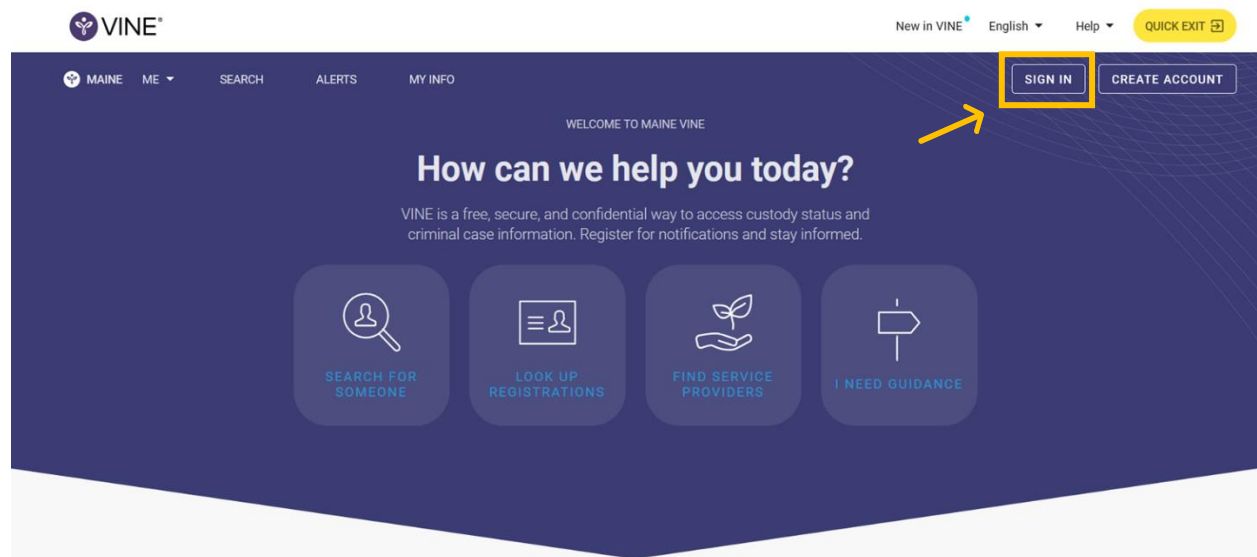 VINE®
New in VINE English Help QUICK EXIT
MAINE ME SEARCH ALERTS MY INFO SIGN IN CREATE ACCOUNT
WELCOME TO MAINE VINE
How can we help you today?
VINE is a free, secure, and confidential way to access custody status and
criminal case information. Register for notifications and stay informed.
SEARCH FOR
SOMEONE
LOOK UP
REGISTRATIONS
FIND SERVICE
PROVIDERS
I NEED GUIDANCE